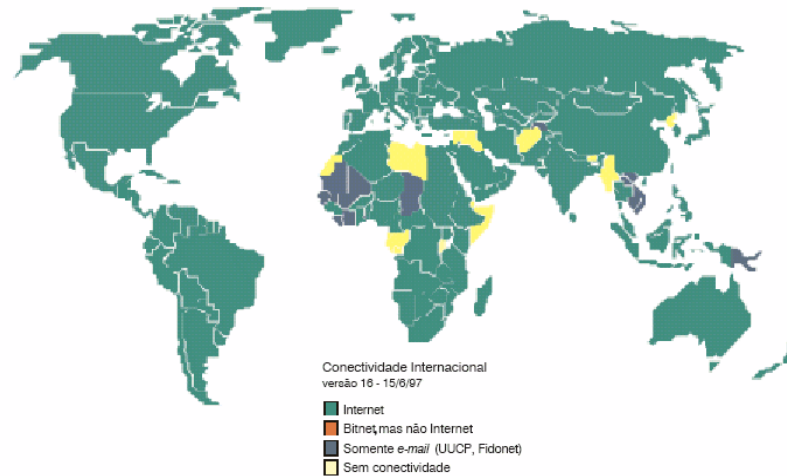 Conectividade Internacional
versão 16 - 15/6/97
Internet
Bitnet, mas não Internet
Somente e-mail (UUCP, Fidonet)
Sem conectividade